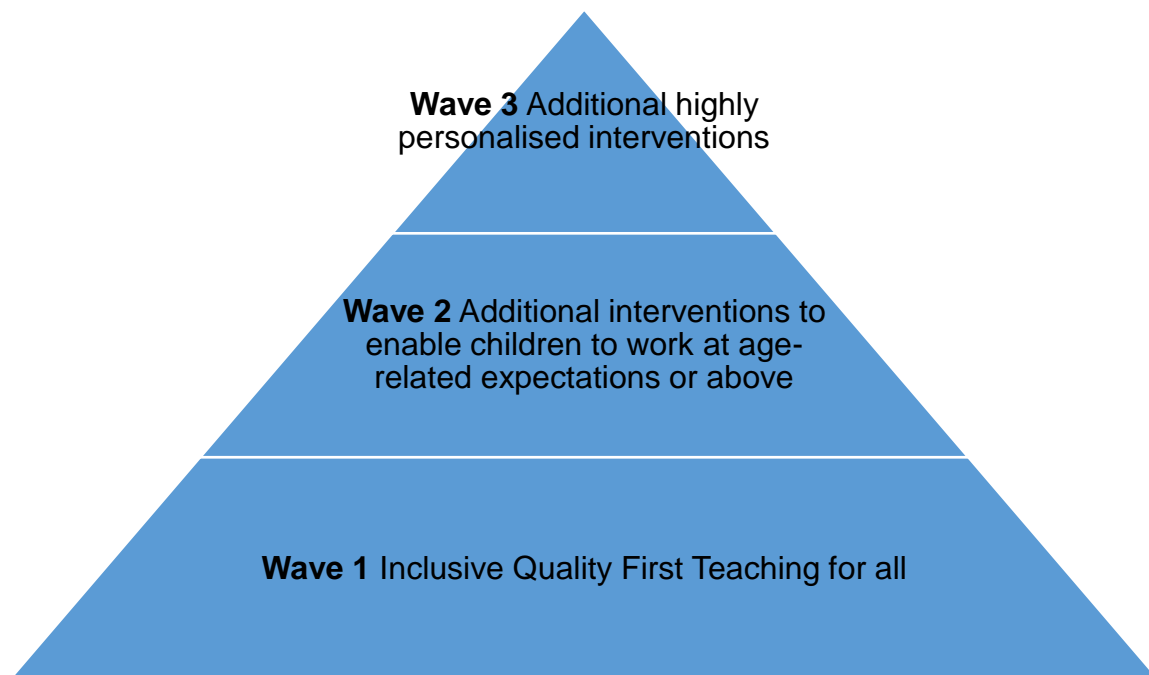 Wave 3 Additional highly
personalised interventions
Wave 2 Additional interventions to
enable children to work at age-
related expectations or above
Wave 1 Inclusive Quality First Teaching for all